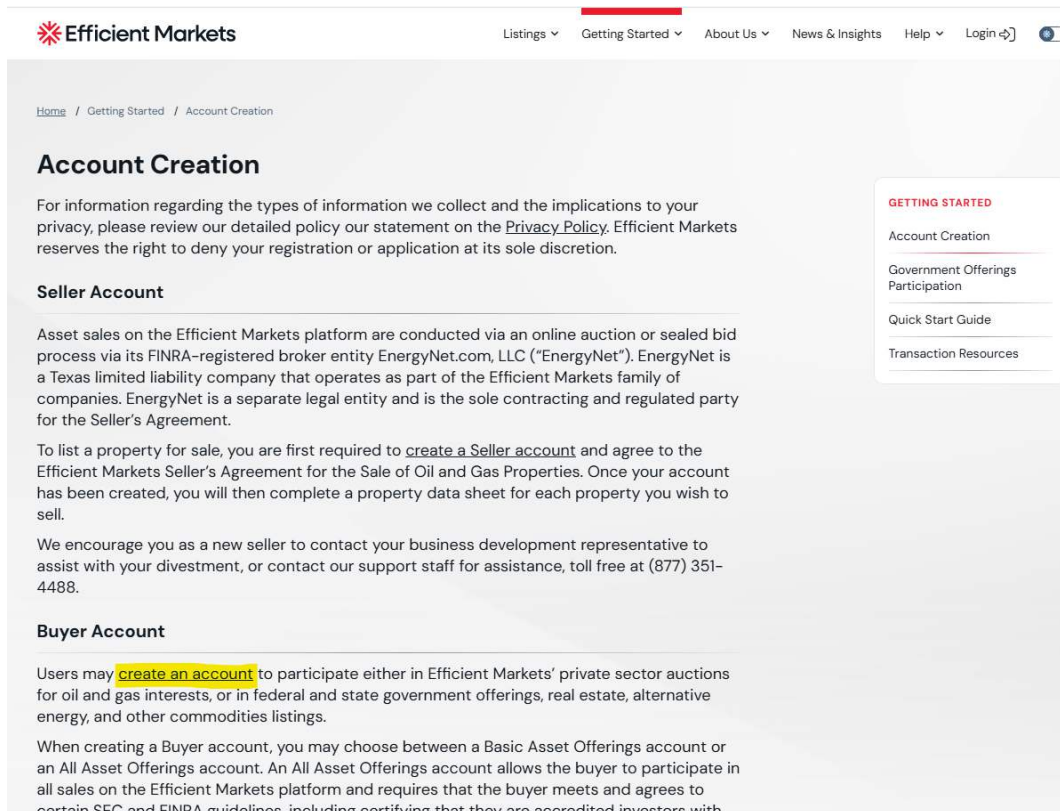 Efficient Markets
Listings
Getting Started
About Us
News & Insights
Help
Login
Home / Getting Started / Account Creation
Account Creation
For information regarding the types of information we collect and the implications to your
privacy, please review our detailed policy our statement on the Privacy Policy. Efficient Markets
reserves the right to deny your registration or application at its sole discretion.
Seller Account
Asset sales on the Efficient Markets platform are conducted via an online auction or sealed bid
process via its FINRA-registered broker entity EnergyNet.com, LLC (“EnergyNet”). EnergyNet is
a Texas limited liability company that operates as part of the Efficient Markets family of
companies. EnergyNet is a separate legal entity and is the sole contracting and regulated party
for the Seller’s Agreement.
To list a property for sale, you are first required to create a Seller account and agree to the
Efficient Markets Seller’s Agreement for the Sale of Oil and Gas Properties. Once your account
has been created, you will then complete a property data sheet for each property you wish to
sell.
We encourage you as a new seller to contact your business development representative to
assist with your divestment, or contact our support staff for assistance, toll free at (877) 351-
4488.
Buyer Account
Users may create an account to participate either in Efficient Markets’ private sector auctions
for oil and gas interests, or in federal and state government offerings, real estate, alternative
energy, and other commodities listings.
When creating a Buyer account, you may choose between a Basic Asset Offerings account or
an All Asset Offerings account. An All Asset Offerings account allows the buyer to participate in
all sales on the Efficient Markets platform and requires that the buyer meets and agrees to
certain SEC and FINRA guidelines, including certifying that they are accredited investors with
GETTING STARTED
Account Creation
Government Offerings
Participation
Quick Start Guide
Transaction Resources